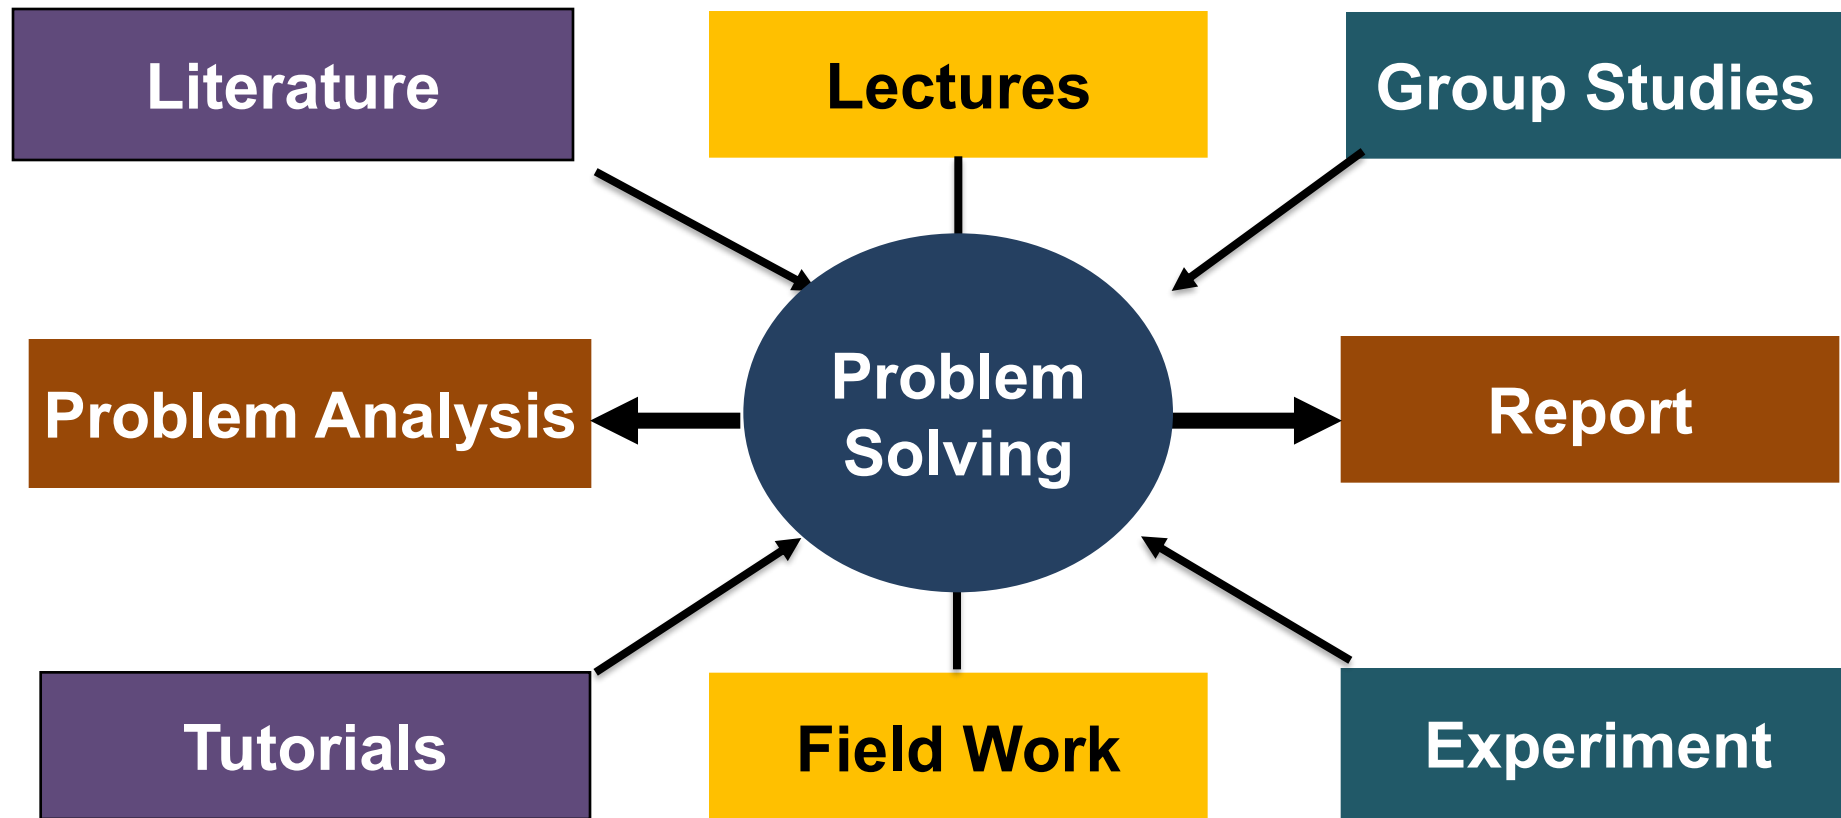 Literature
Lectures
Group Studies
Problem Analysis
Problem
Solving
Report
Tutorials
Field Work
Experiment